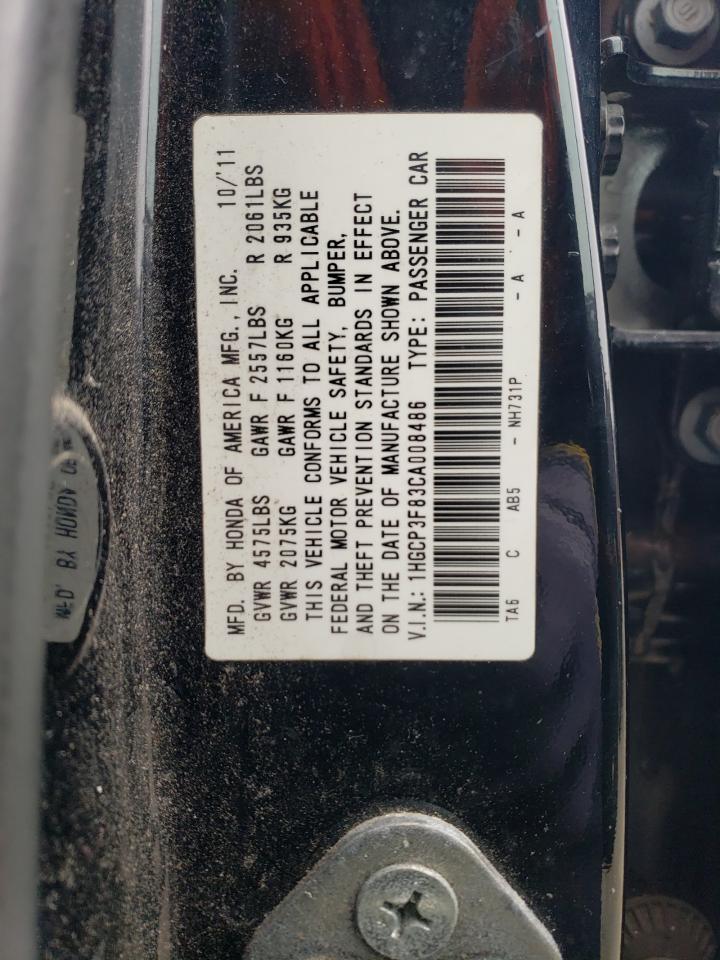 MFD. BY HONDA OF AMERICA MFG., INC. 10/'11
GVWR 4575LBS GAWR F 2557LBS R 2061LBS
GVWR 2075KG GAWR F 1160KG R 935KG
THIS VEHICLE CONFORMS TO ALL APPLICABLE
FEDERAL MOTOR VEHICLE SAFETY, BUMPER,
AND THEFT PREVENTION STANDARDS IN EFFECT
ON THE DATE OF MANUFACTURE SHOWN ABOVE.
V.I.N.: 1HGCP3F83CA008486 TYPE: PASSENGER CAR
TA6 C AB5 - NH731P - A - A
BY HONDA